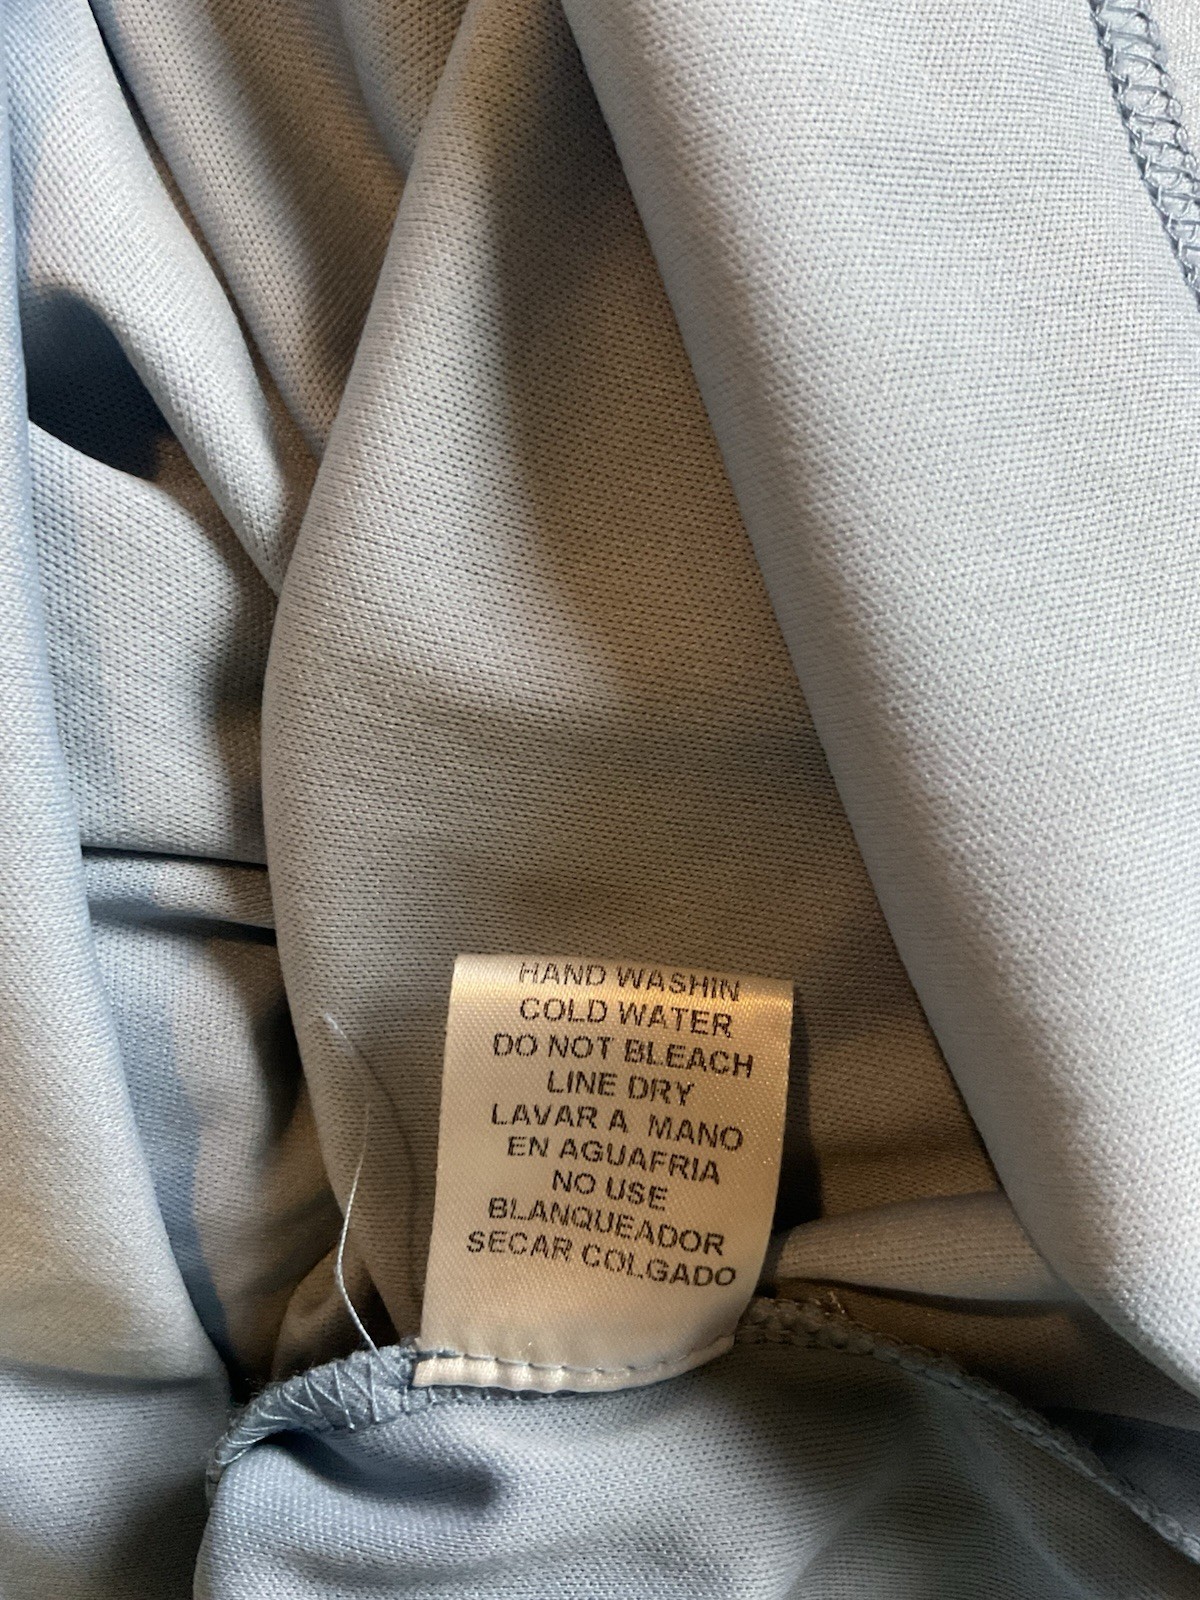 HAND WASHIN
COLD WATER
DO NOT BLEACH
LINE DRY
LAVAR A MANO
EN AGUAFRIA
NO USE
BLANQUEADOR
SECAR COLGADO